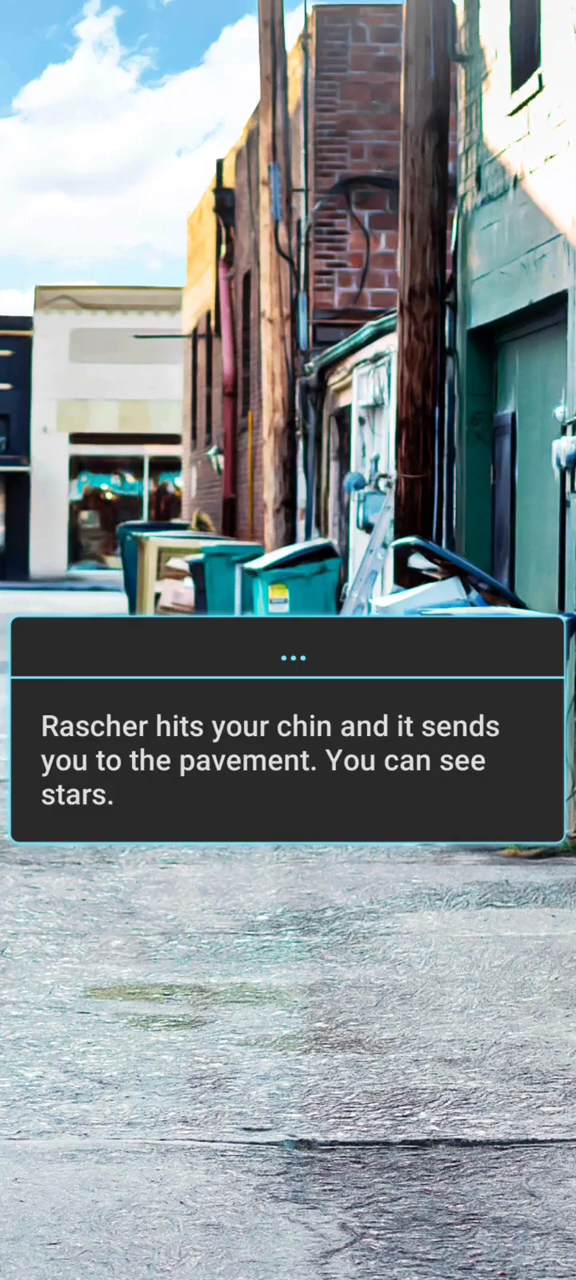 ...
Rascher hits your chin and it sends
you to the pavement. You can see
stars.